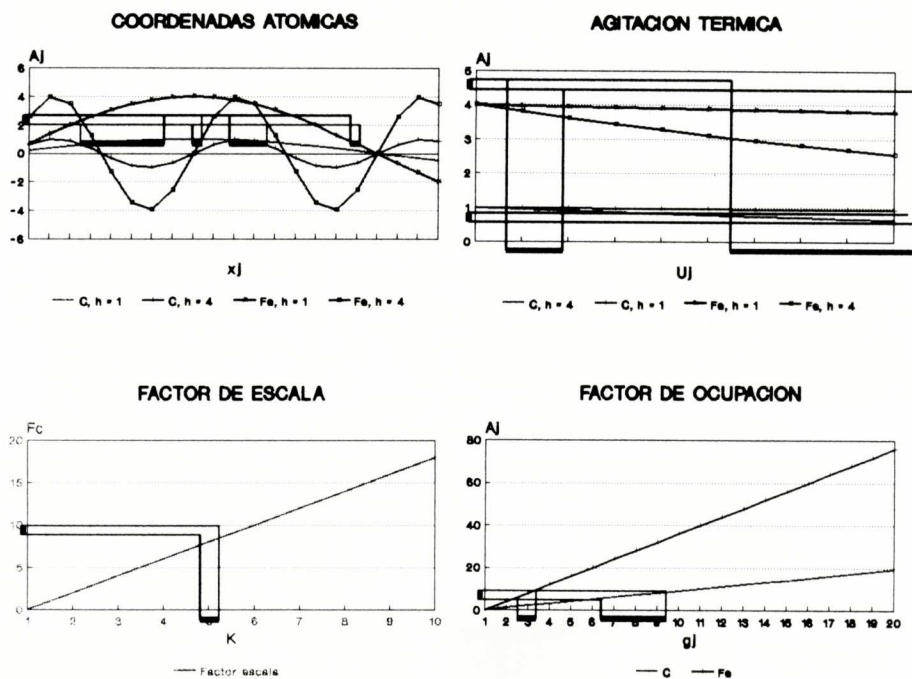 COORDENADAS ATOMICAS
Aj
6
4
2
0
-2
-4
-6
xj
C, h = 1 C, h = 4 Fe, h = 1 Fe, h = 4
AGITACION TERMICA
Aj
5
4
3
2
1
0
Uj
C, h = 4 C, h = 1 Fe, h = 1 Fe, h = 4
FACTOR DE ESCALA
Fc
20
15
10
5
0
1 2 3 4 5 6 7 8 9 10
K
Factor escala
FACTOR DE OCUPACION
Aj
80
60
40
20
0
1 2 3 4 5 6 7 8 9 10 11 12 13 14 15 16 17 18 19 20
gj
C Fe